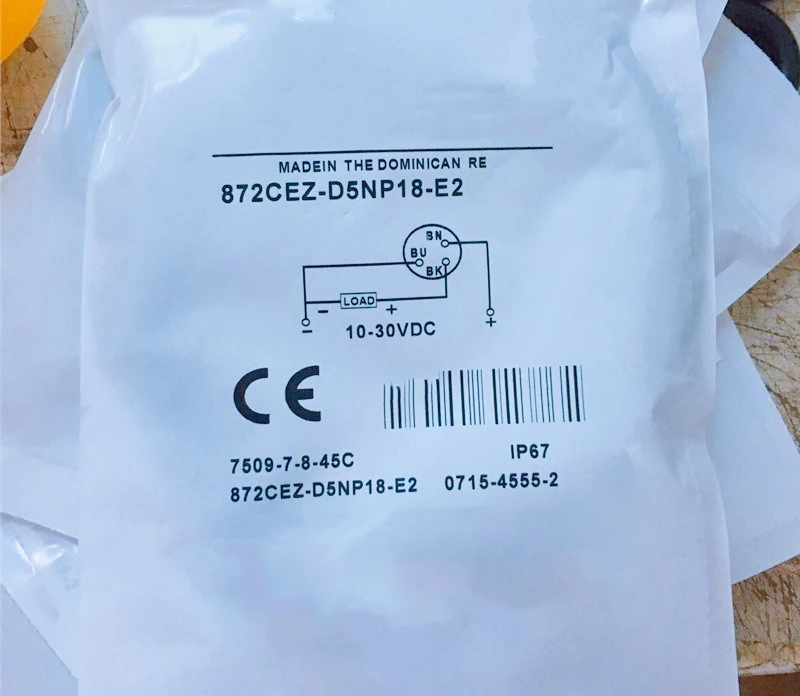 MADEIN THE DOMINICAN RE
872CEZ-D5NP18-E2
BN
BU
BK
LOAD
- +
- 10-30VDC +
CE
7509-7-8-45C IP67
872CEZ-D5NP18-E2 0715-4555-2